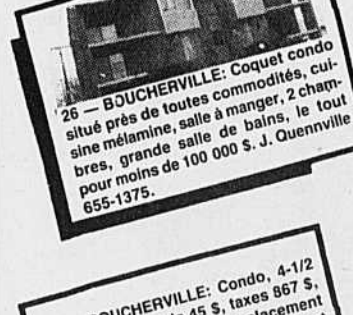 26 — BOUCHERVILLE: Coquet condo
situé près de toutes commodités, cui-
sine mélamine, salle à manger, 2 cham-
bres, grande salle de bains, le tout
pour moins de 100 000 $. J. Quennville
655-1375.
BOUCHERVILLE: Condo, 4-1/2
45 $, taxes 867 $,